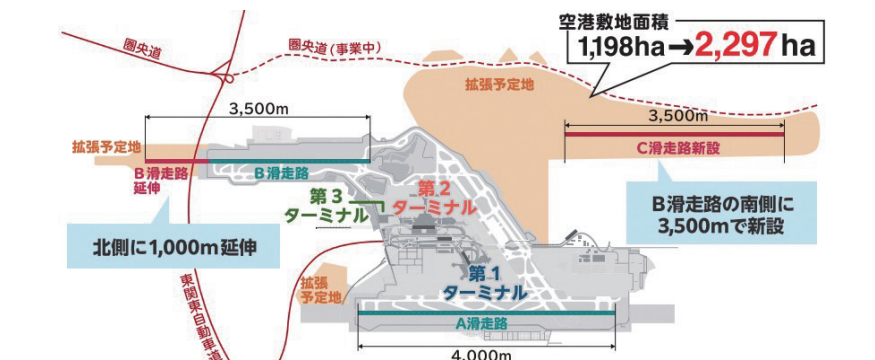 空港敷地面積
1,198ha→2,297ha
圏央道
圏央道(事業中)
拡張予定地
3,500m
3,500m
拡張予定地
B滑走路
延伸
B滑走路
C滑走路新設
第3
ターミナル
第2
ターミナル
B滑走路の南側に
3,500mで新設
北側に1,000m延伸
第1
ターミナル
拡張
予定地
東関東自動車道
A滑走路
4,000m